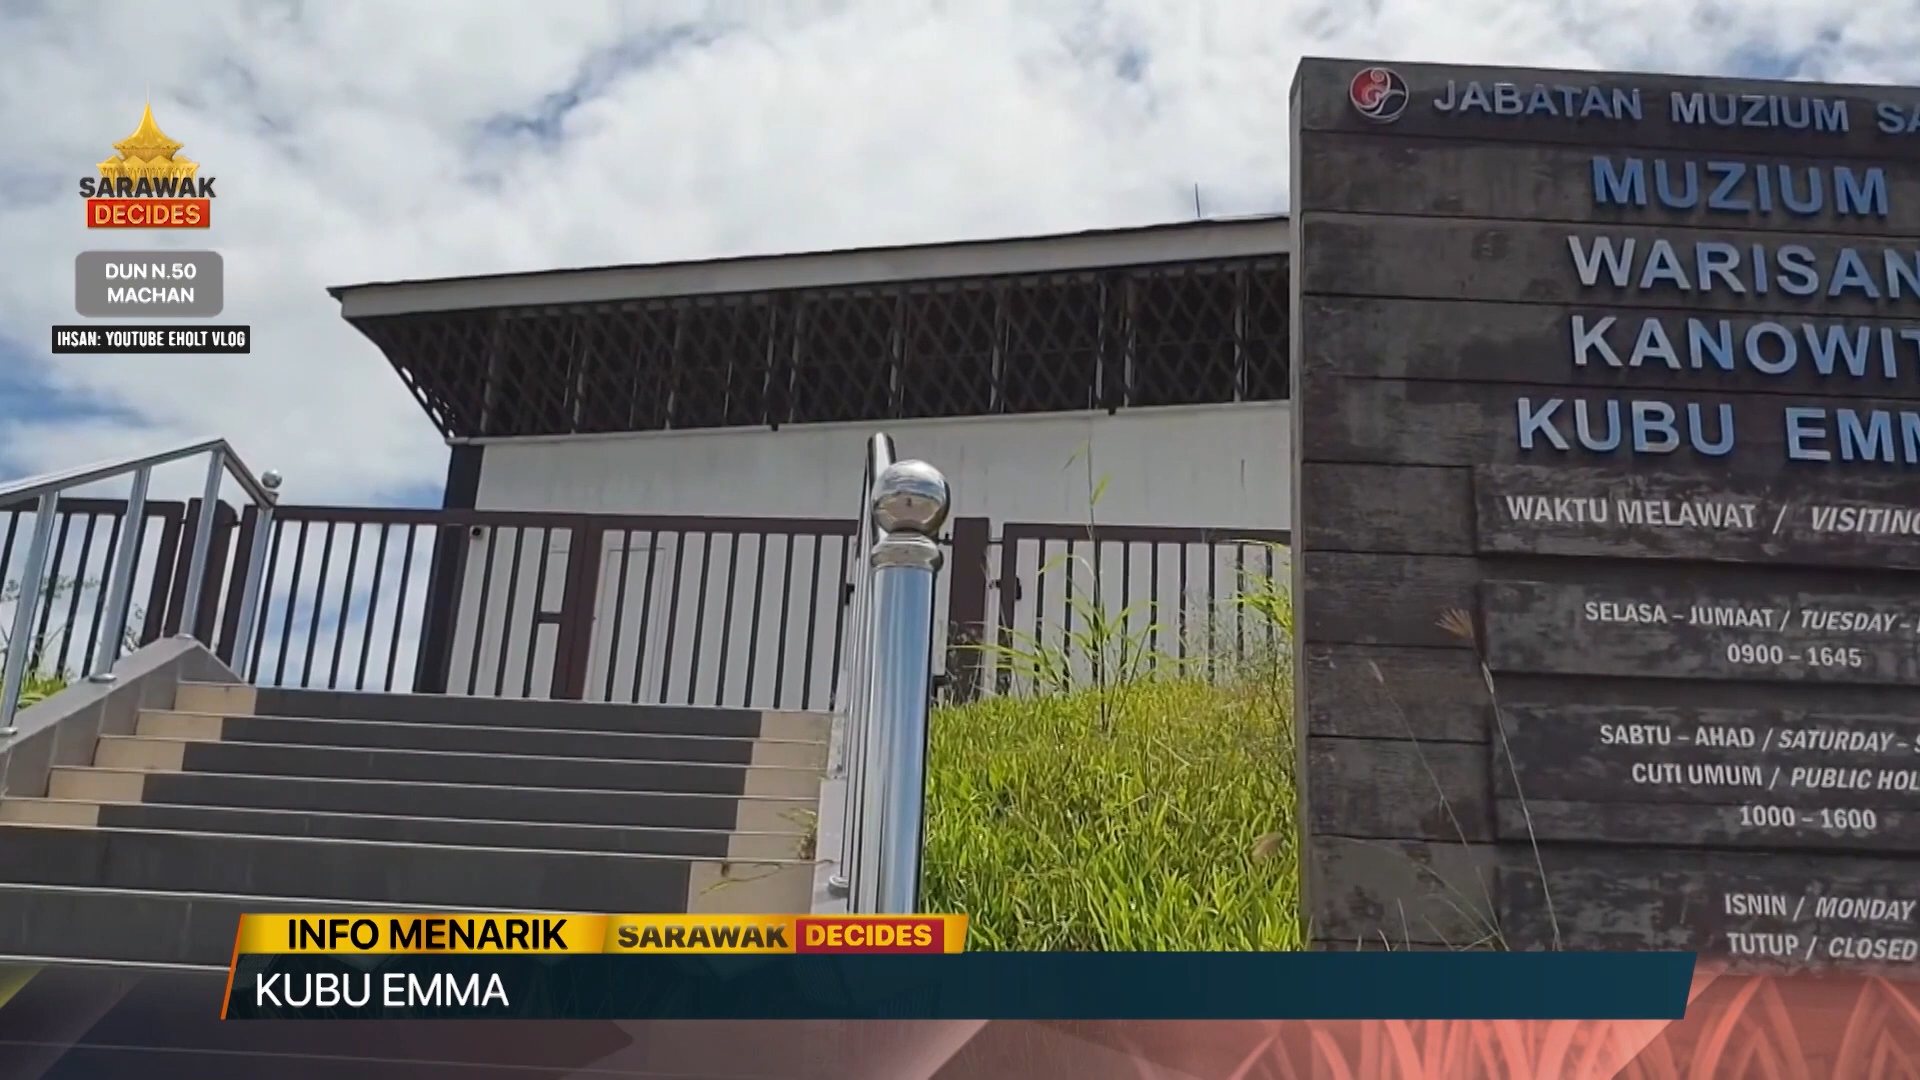 SARAWAK
DECIDES
DUN N.50
MACHAN
IHSAN: YOUTUBE EHOLT VLOG
JABATAN MUZIUM
MUZIUM
WARISAN
KANOWIT
KUBU
WAKTU MELAWAT / VISITING
SELASA – JUMAAT / TUESDAY –
0900 – 1645
SABTU – AHAD / SATURDAY –
CUTI UMUM / PUBLIC
1000 – 1600
ISNIN / MONDAY
TUTUP / CLOSED
INFO MENARIK SARAWAK DECIDES
KUBU EMMA